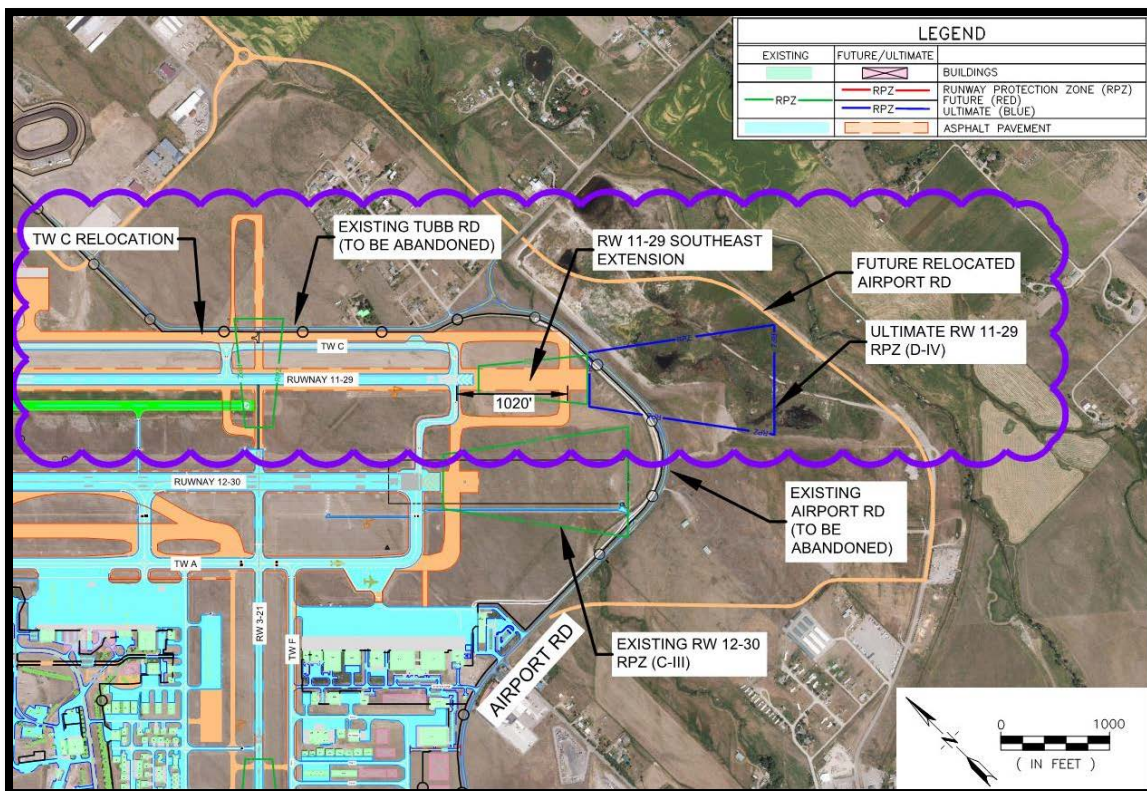 LEGEND
EXISTING
FUTURE/ULTIMATE
BUILDINGS
RPZ
RPZ
RPZ
RUNWAY PROTECTION ZONE (RPZ)
FUTURE (RED)
ULTIMATE (BLUE)
ASPHALT PAVEMENT
TW C RELOCATION
EXISTING TUBB RD
(TO BE ABANDONED)
RW 11-29 SOUTHEAST
EXTENSION
FUTURE RELOCATED
AIRPORT RD
ULTIMATE RW 11-29
RPZ (D-IV)
TW C
RUWNAY 11-29
1020'
RPZ
RPZ
RPZ
RUWNAY 12-30
EXISTING
AIRPORT RD
(TO BE
ABANDONED)
TW A
RW 3-21
TW F
EXISTING RW 12-30
RPZ (C-III)
AIRPORT RD
0
1000
( IN FEET )